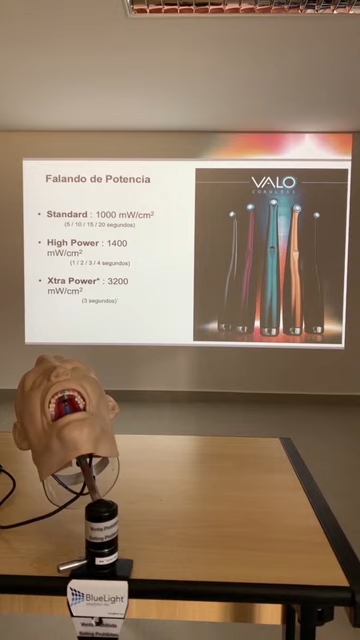 Falando de Potencia
VALO
CORDLESS
• Standard : 1000 mW/cm²
(5 / 10 / 15 / 20 segundos)
• High Power : 1400
mW/cm²
(1 / 2 / 3 / 4 segundos)
• Xtra Power* : 3200
mW/cm²
(3 segundos)
BlueLight